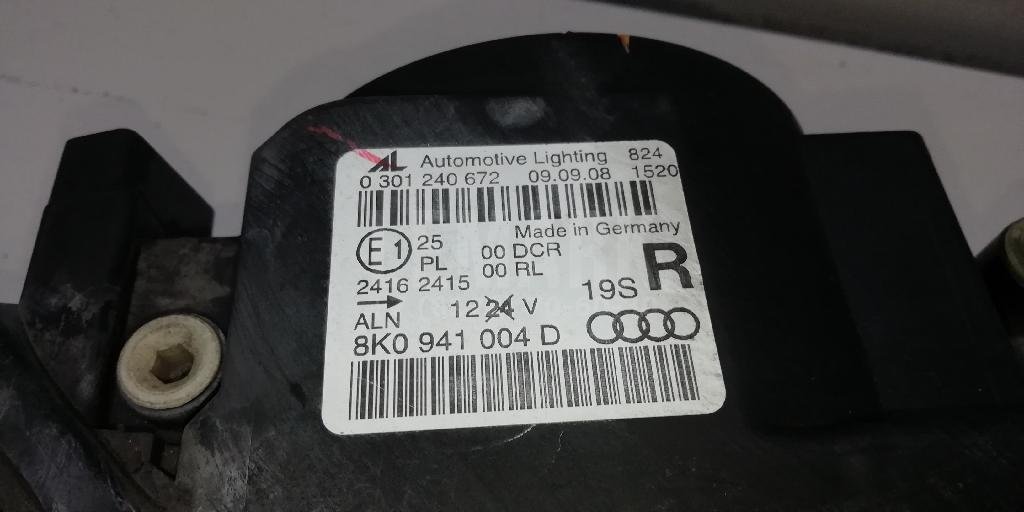 AL Automotive Lighting 824
0 301 240 672 09.09.08 1520
Made in Germany
E1 25 00 DCR R
PL 00 RL
2416 2415 19S
→ 12 24 V
ALN
8K0 941 004 D